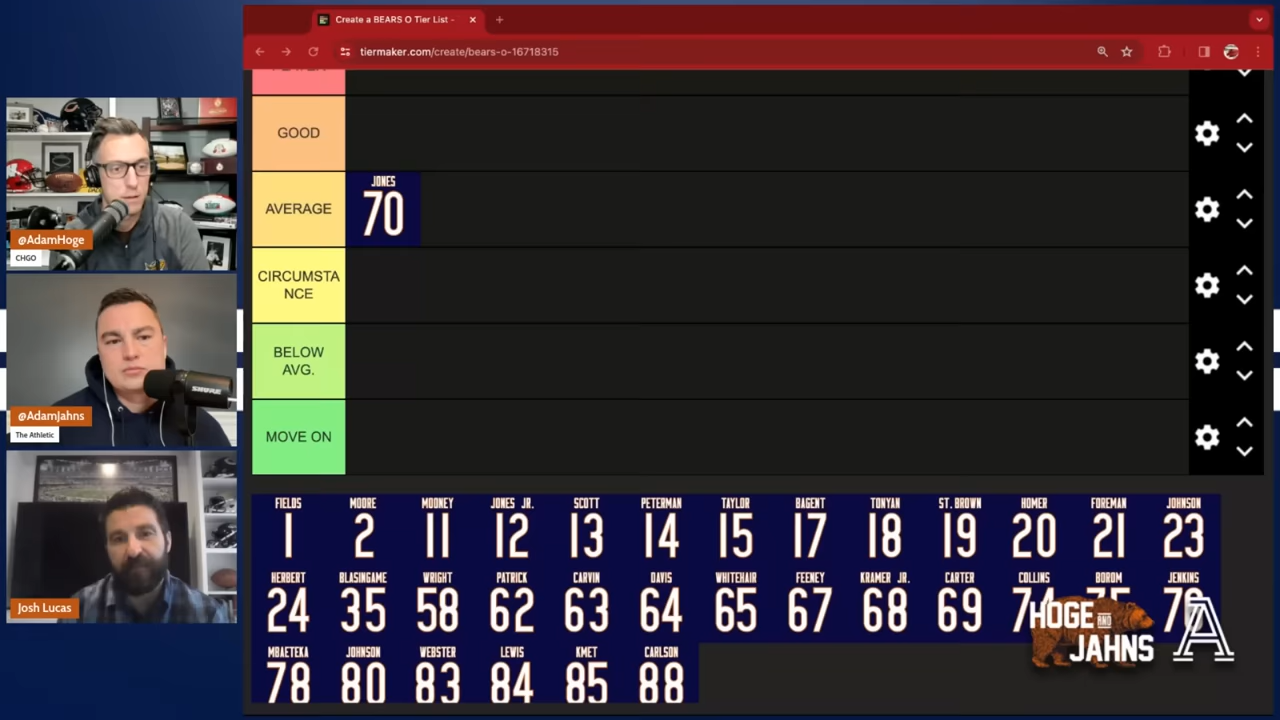 Create a BEARS O Tier List -
tiermaker.com/create/bears-o-16718315
GOOD
AVERAGE
JONES
70
CIRCUMSTA
NCE
BELOW
AVG.
MOVE ON
@AdamHoge
CHGO
@AdamJahns
The Athletic
SHURE
Josh Lucas
FIELDS MOORE MOONEY JONES JR. SCOTT PETERMAN TAYLOR BAGENT TONYAN ST. BROWN HOMER FOREMAN JOHNSON
1 2 11 12 13 14 15 17 18 19 20 21 23
HERBERT BLASINGAME WRIGHT PATRICK CARVIN DAVIS WHITEHAIR FEENEY KRAMER JR. CARTER COLLINS BOROM JENKINS
24 35 58 62 63 64 65 67 68 69
MBAETEKA JOHNSON WEBSTER LEWIS KMET CARLSON
78 80 83 84 85 88
HOGE AND
JAHNS
A